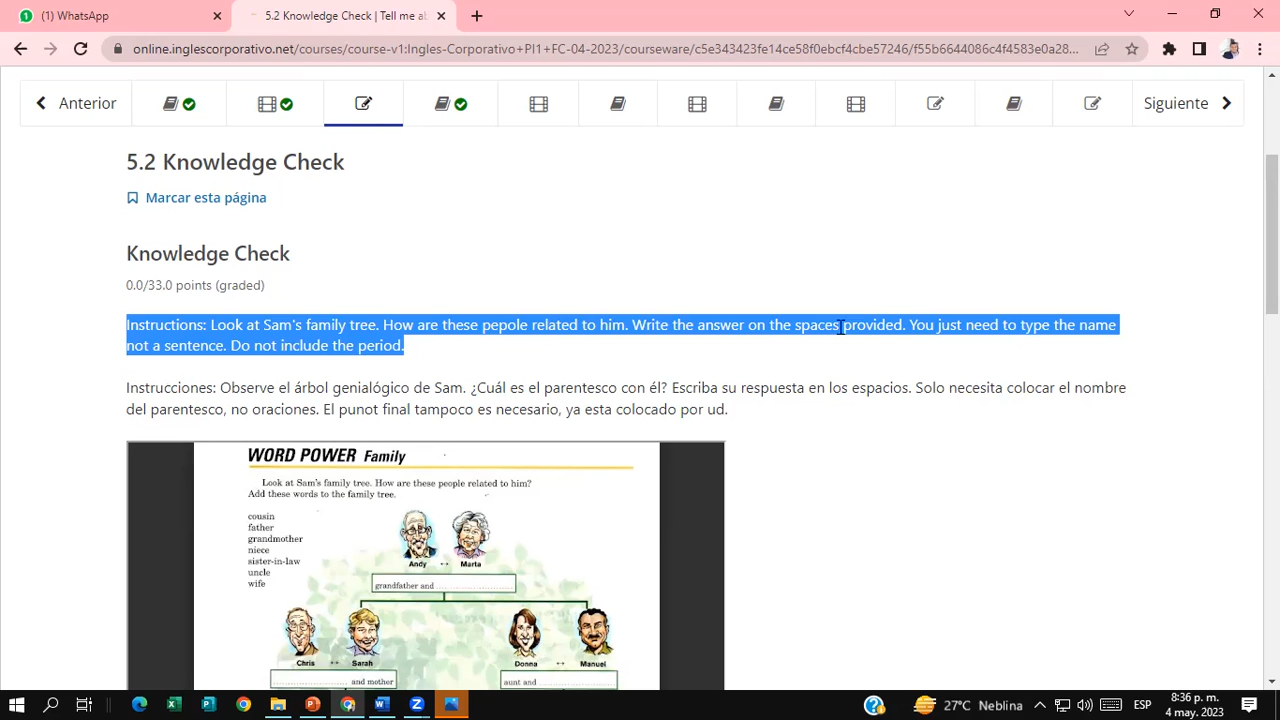 (1) WhatsApp
5.2 Knowledge Check | Tell me ab
online.inglescorporativo.net/courses/course-v1:Ingles-Corporativo+PI1+FC-04-2023/courseware/c5e343423fe14ce58f0ebcf4cbe57246/f55b6644086c4f4583e0a28...
Anterior
Siguiente
5.2 Knowledge Check
Marcar esta página
Knowledge Check
0.0/33.0 points (graded)
Instructions: Look at Sam's family tree. How are these pepole related to him. Write the answer on the spaces provided. You just need to type the name
not a sentence. Do not include the period.
Instrucciones: Observe el árbol genialógico de Sam. ¿Cuál es el parentesco con él? Escriba su respuesta en los espacios. Solo necesita colocar el nombre
del parentesco, no oraciones. El punot final tampoco es necesario, ya esta colocado por ud.
WORD POWER Family
Look at Sam's family tree. How are these people related to him?
Add these words to the family tree.
cousin
father
grandmother
niece
sister-in-law
uncle
wife
Andy ↔ Marta
grandfather and ....................
Chris ↔ Sarah
Donna ↔ Manuel
.................... and mother
aunt and ....................
27°C Neblina
ESP
8:36 p. m.
4 may. 2023